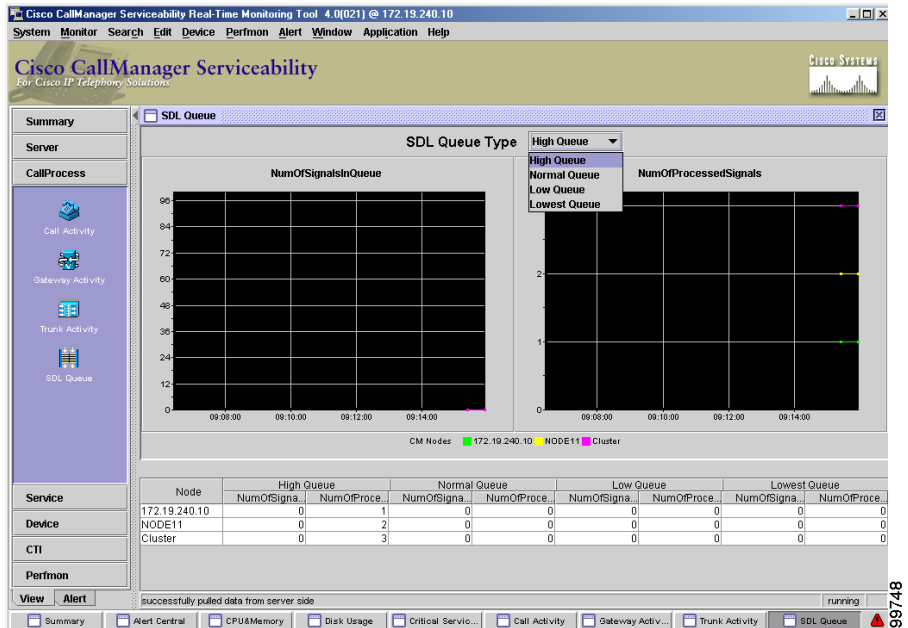 Cisco CallManager Serviceability Real-Time Monitoring Tool 4.0(021) @ 172.19.240.10
System Monitor Search Edit Device Perfmon Alert Window Application Help
Cisco CallManager Serviceability
For Cisco IP Telephony Solutions
CISCO SYSTEMS
Summary
Server
CallProcess
Call Activity
Gateway Activity
Trunk Activity
SDL Queue
Service
Device
CTI
Perfmon
View Alert
SDL Queue
SDL Queue Type High Queue
High Queue
Normal Queue
Low Queue
Lowest Queue
NumOfSignalsInQueue
96
84
72
60
48
36
24
12
0
09:08:00 09:10:00 09:12:00 09:14:00
NumOfProcessedSignals
2
1
0
09:08:00 09:10:00 09:12:00 09:14:00
CM Nodes 172.19.240.10 NODE11 Cluster
Node High Queue Normal Queue Low Queue Lowest Queue
NumOfSigna... NumOfProce... NumOfSigna... NumOfProce... NumOfSigna... NumOfProce... NumOfSigna... NumOfProce...
172.19.240.10 0 1 0 0 0 0 0 0
NODE11 0 2 0 0 0 0 0 0
Cluster 0 3 0 0 0 0 0 0
successfully pulled data from server side running
Summary Alert Central CPU&Memory Disk Usage Critical Servic... Call Activity Gateway Activ... Trunk Activity SDL Queue
99748